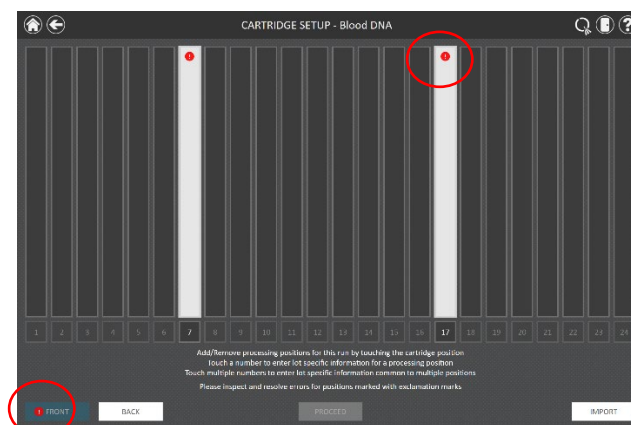 CARTRIDGE SETUP - Blood DNA
1 2 3 4 5 6 7 8 9 10 11 12 13 14 15 16 17 18 19 20 21 22 23 24
Add/Remove processing positions for this run by touching the cartridge position
Touch a number to enter lot specific information for a processing position
Touch multiple numbers to enter lot specific information common to multiple positions
Please inspect and resolve errors for positions marked with exclamation marks
! FRONT BACK PROCEED IMPORT